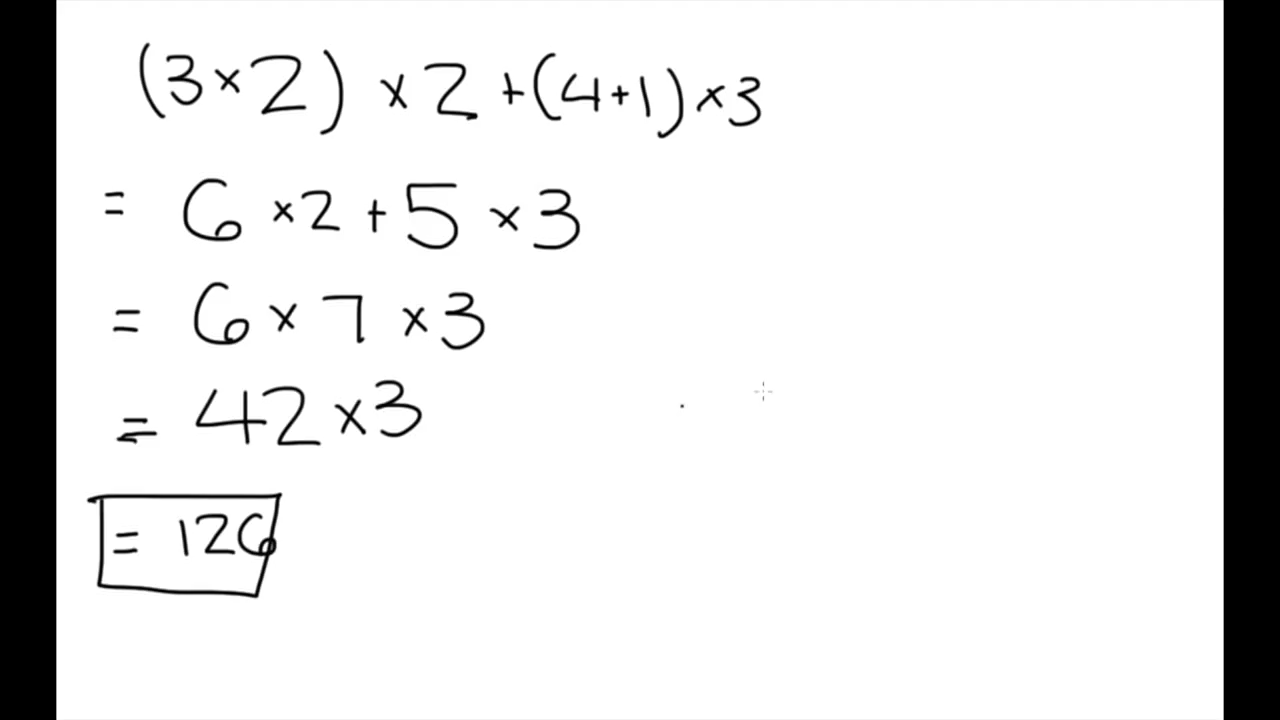 (3×2) ×2 +(4+1)×3
= 6 ×2 + 5 ×3
= 6 × 7 ×3
= 42 ×3
= 126